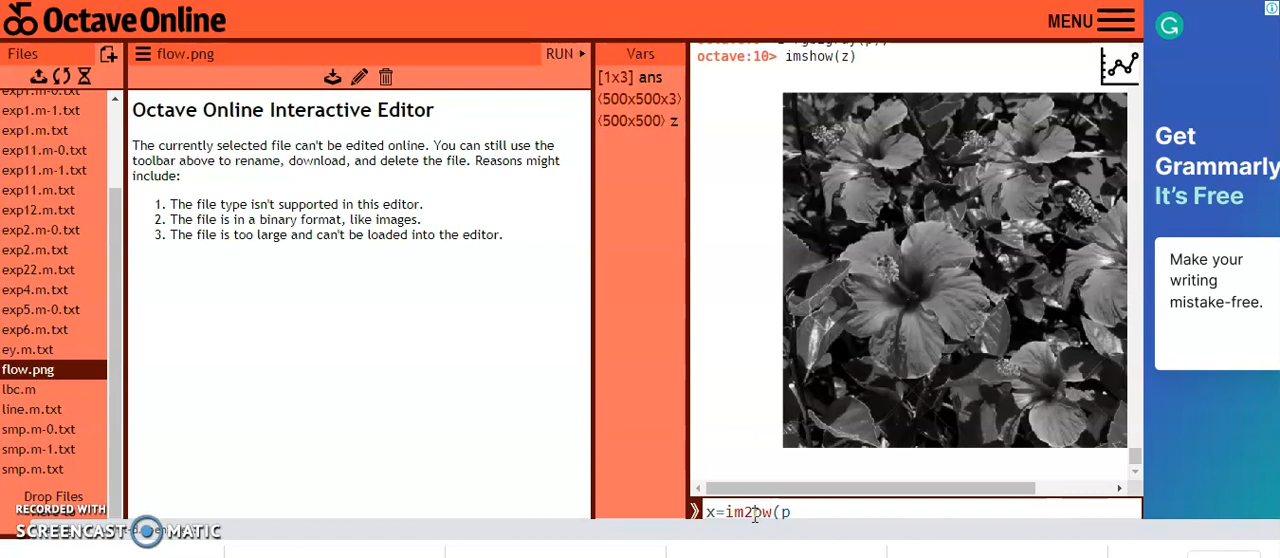 Octave Online
MENU
Files
flow.png
RUN
Vars
exp1.m-0.txt
exp1.m-1.txt
exp1.m.txt
exp11.m-0.txt
exp11.m-1.txt
exp11.m.txt
exp12.m.txt
exp2.m-0.txt
exp2.m.txt
exp22.m.txt
exp4.m.txt
exp5.m-0.txt
exp6.m.txt
ey.m.txt
flow.png
lbc.m
line.m.txt
smp.m-0.txt
smp.m-1.txt
smp.m.txt
Drop Files
RECORDED WITH
SCREENCAST MATIC
Octave Online Interactive Editor
The currently selected file can't be edited online. You can still use the
toolbar above to rename, download, and delete the file. Reasons might
include:
1. The file type isn't supported in this editor.
2. The file is in a binary format, like images.
3. The file is too large and can't be loaded into the editor.
[1x3] ans
(500x500x3)
(500x500) z
octave:10> imshow(z)
x=im2bw(p
Get
Grammarly
It's Free
Make your
writing
mistake-free.